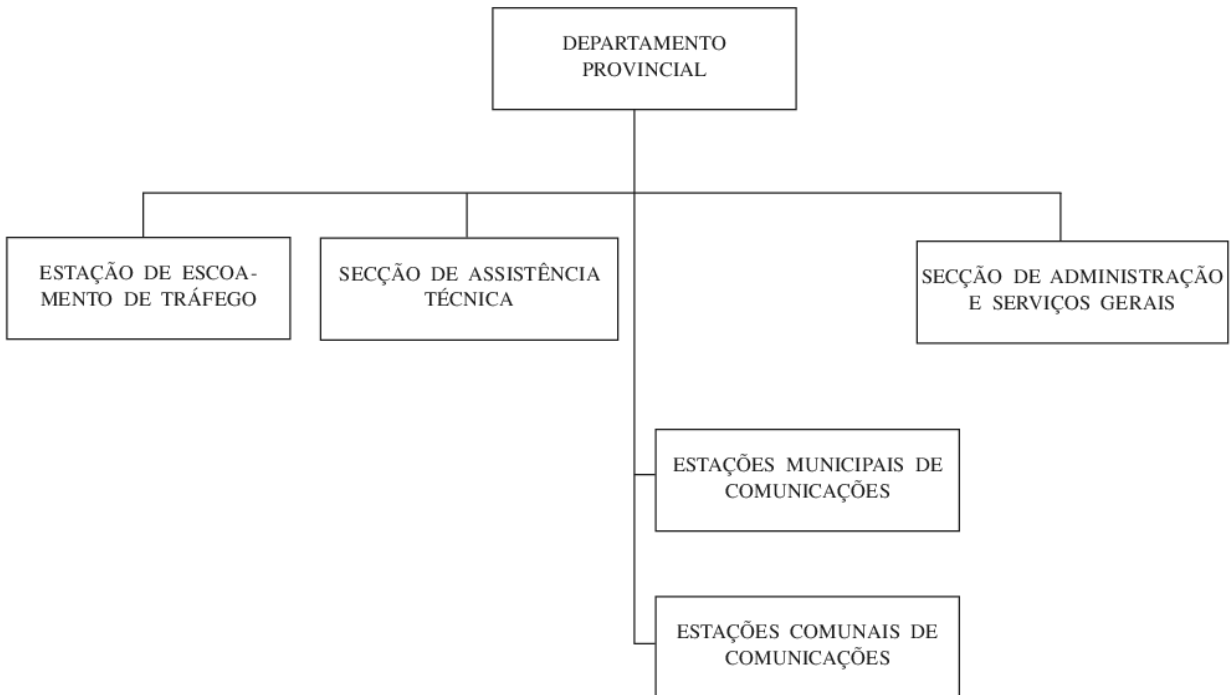 DEPARTAMENTO
PROVINCIAL
ESTAÇÃO DE ESCOA-
MENTO DE TRÁFEGO
SECÇÃO DE ASSISTÊNCIA
TÉCNICA
SECÇÃO DE ADMINISTRAÇÃO
E SERVIÇOS GERAIS
ESTAÇÕES MUNICIPAIS DE
COMUNICAÇÕES
ESTAÇÕES COMUNAIS DE
COMUNICAÇÕES